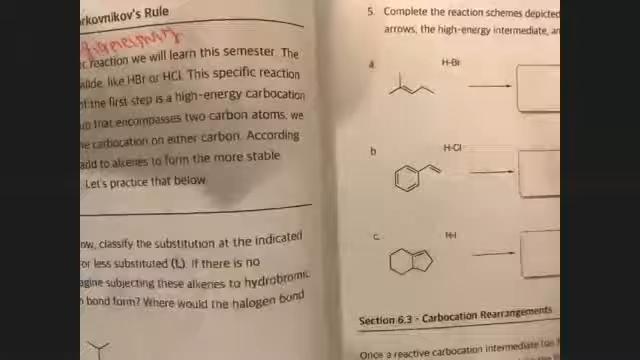 rkovnikov's Rule
c reaction we will learn this semester. The
alide, like HBr or HCl. This specific reaction
of the first step is a high-energy carbocation
up that encompasses two carbon atoms, we
he carbocation on either carbon. According
add to alkenes to form the more stable
Let's practice that below
ow, classify the substitution at the indicated
or less substituted (L). If there is no
agine subjecting these alkenes to hydrobromic
bond form? Where would the halogen bond
5. Complete the reaction schemes depicted
arrows, the high-energy intermediate, an
a H-Br
b H-Cl
c. H-I
Section 6.3 - Carbocation Rearrangements
Once a reactive carbocation intermediate has